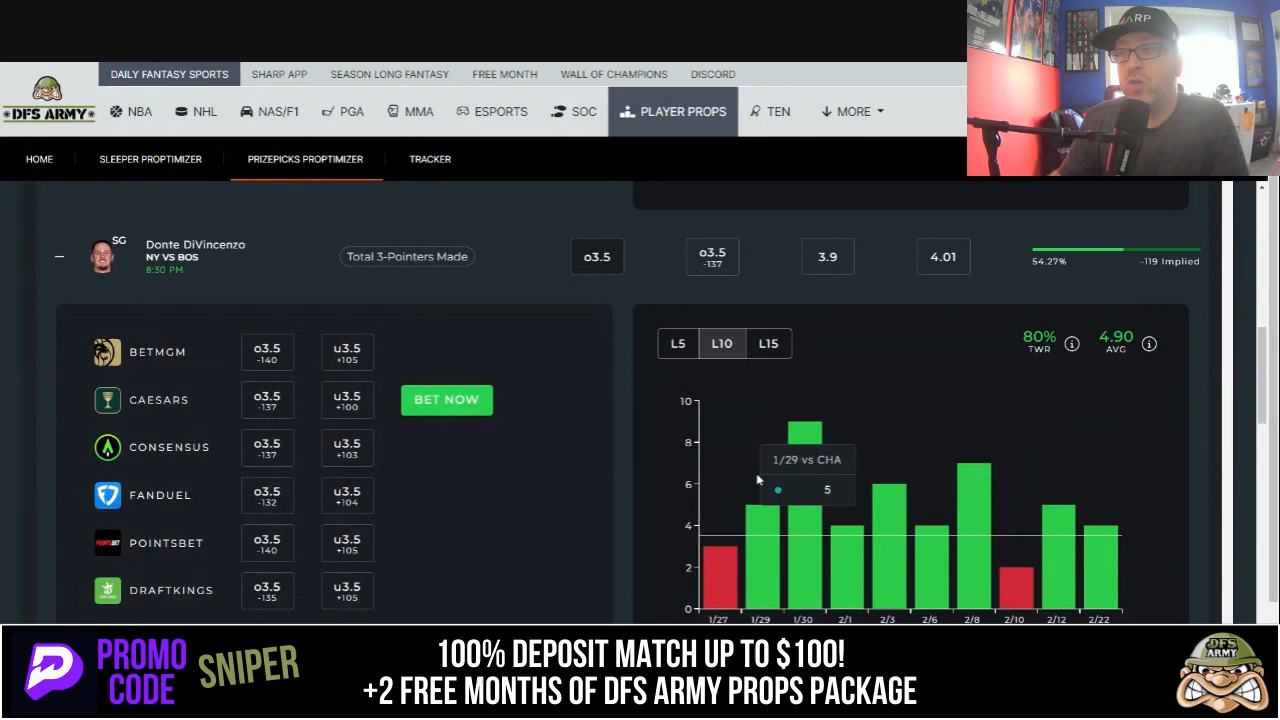 DAILY FANTASY SPORTS SHARP APP SEASON LONG FANTASY FREE MONTH WALL OF CHAMPIONS DISCORD
DFS ARMY
NBA NHL NAS/F1 PGA MMA ESPORTS SOC PLAYER PROPS TEN MORE
HOME SLEEPER PROPTIMIZER PRIZEPICKS PROPTIMIZER TRACKER
SG
Donte DiVincenzo
NY VS BOS
8:30 PM
Total 3-Pointers Made
o3.5
o3.5
-137
3.9
4.01
54.27% -119 Implied
BETMGM
o3.5
-140
u3.5
+105
CAESARS
o3.5
-137
u3.5
+100
BET NOW
CONSENSUS
o3.5
-137
u3.5
+103
FANDUEL
o3.5
-132
u3.5
+104
POINTSBET
o3.5
-140
u3.5
+105
DRAFTKINGS
o3.5
-135
u3.5
+105
L5 L10 L15
80%
TWR
4.90
AVG
10
8
6
4
2
0
1/29 vs CHA
5
1/27 1/29 1/30 2/1 2/3 2/6 2/8 2/10 2/12 2/22
PROMO
CODE
SNIPER
100% DEPOSIT MATCH UP TO $100!
+2 FREE MONTHS OF DFS ARMY PROPS PACKAGE
DFS
ARMY